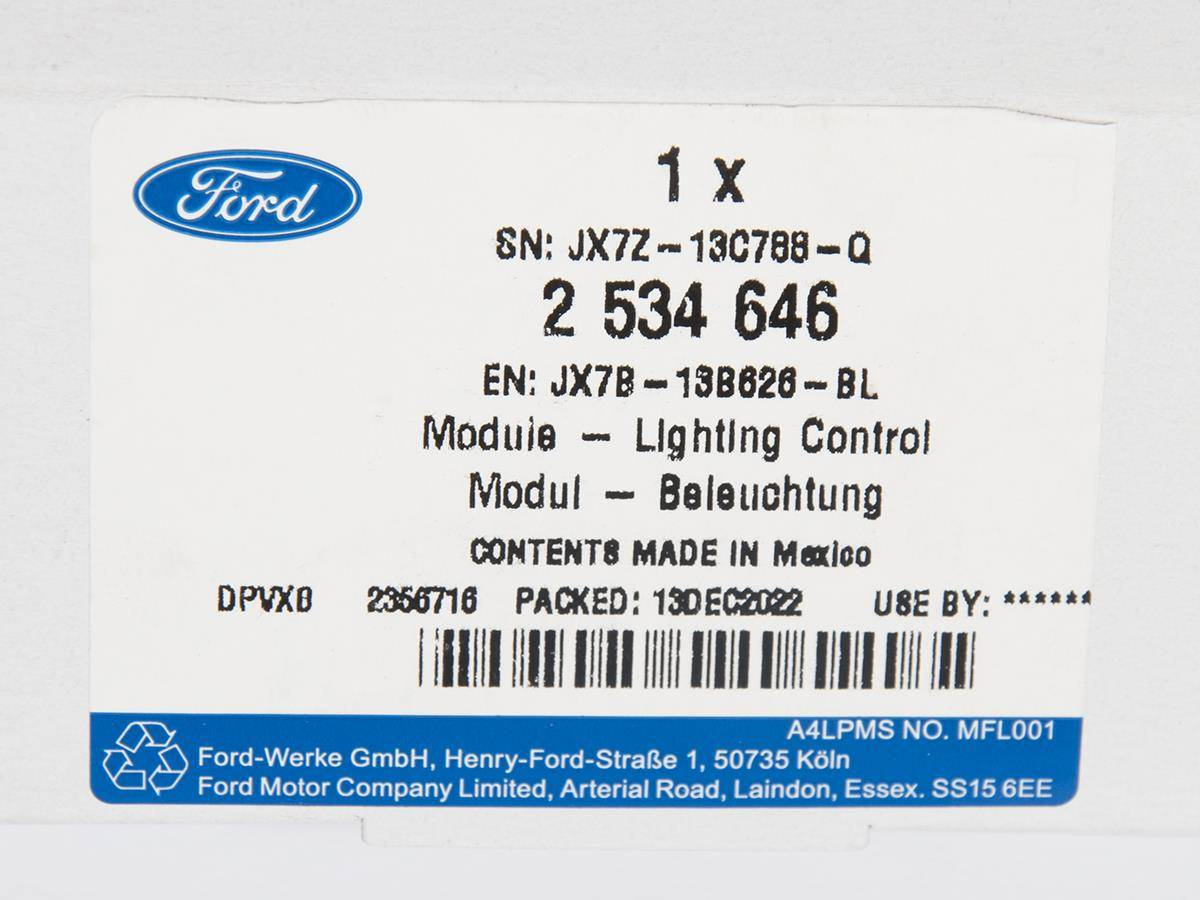 Ford
1 x
SN: JX7Z-13C788-Q
2 534 646
EN: JX7B-13B626-BL
Module - Lighting Control
Modul - Beleuchtung
CONTENTS MADE IN Mexico
DPVXB 2356716 PACKED: 13DEC2022 USE BY: ******
A4LPMS NO. MFL001
Ford-Werke GmbH, Henry-Ford-Straße 1, 50735 Köln
Ford Motor Company Limited, Arterial Road, Laindon, Essex. SS15 6EE